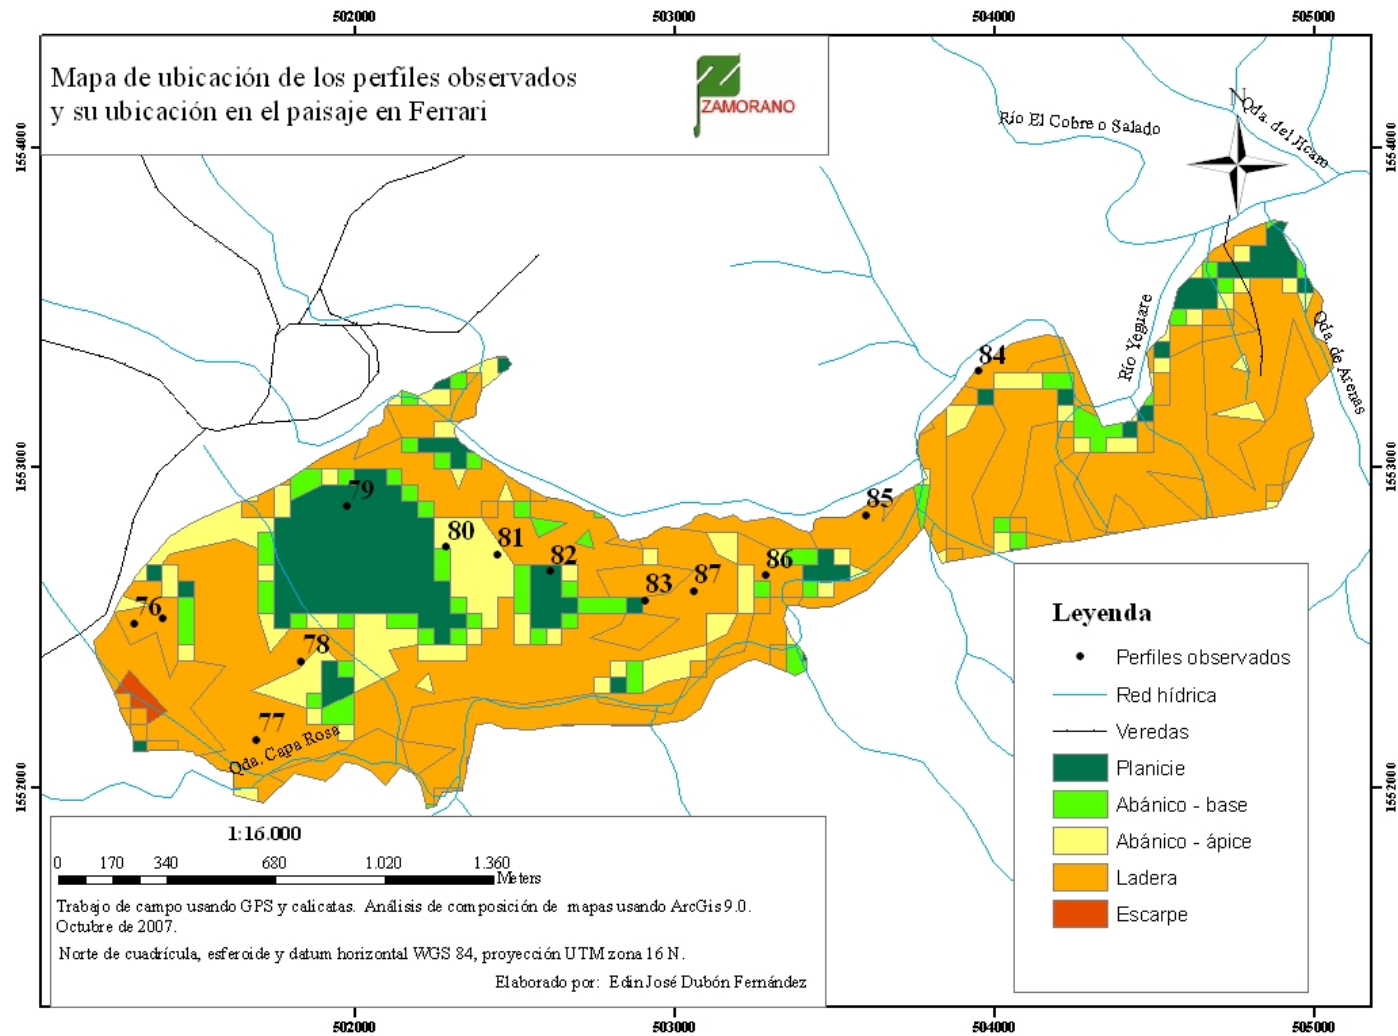 502000 503000 504000 505000
Mapa de ubicación de los perfiles observados
y su ubicación en el paisaje en Ferrari
ZAMORANO
N
Río El Cobre o Salado
Qda. del Jícaro
1554000 1554000
Río Yeguare
Qda. de Arenas
84
1553000 1553000
79
85
80
81
82
86
83
87
76
78
77
Qda. Capa Rosa
1552000 1552000
Leyenda
Perfiles observados
Red hídrica
Veredas
Planicie
Abánico - base
Abánico - ápice
Ladera
Escarpe
1:16.000
0 170 340 680 1.020 1.360
Meters
Trabajo de campo usando GPS y calicatas. Análisis de composición de mapas usando ArcGis 9.0.
Octubre de 2007.
Norte de cuadrícula, esferoide y datum horizontal WGS 84, proyección UTM zona 16 N.
Elaborado por: Edin José Dubón Fernández
502000 503000 504000 505000